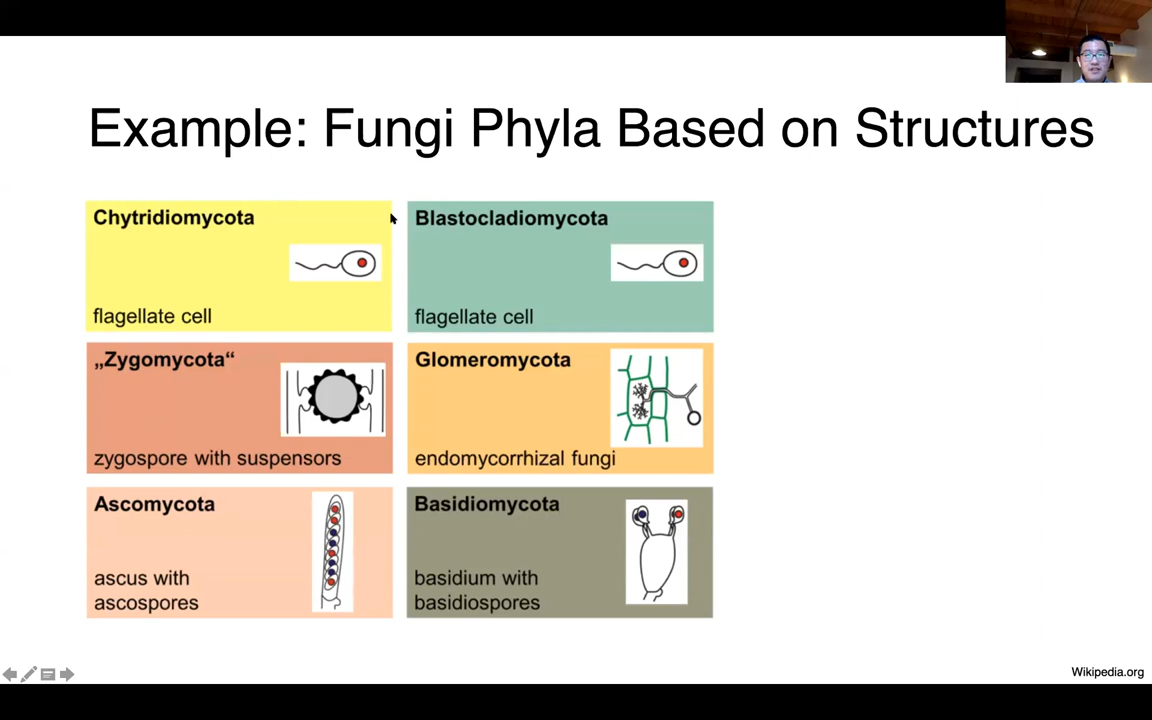 Example: Fungi Phyla Based on Structures
Chytridiomycota
flagellate cell
Blastocladiomycota
flagellate cell
„Zygomycota“
zygospore with suspensors
Glomeromycota
endomycorrhizal fungi
Ascomycota
ascus with
ascospores
Basidiomycota
basidium with
basidiospores
Wikipedia.org